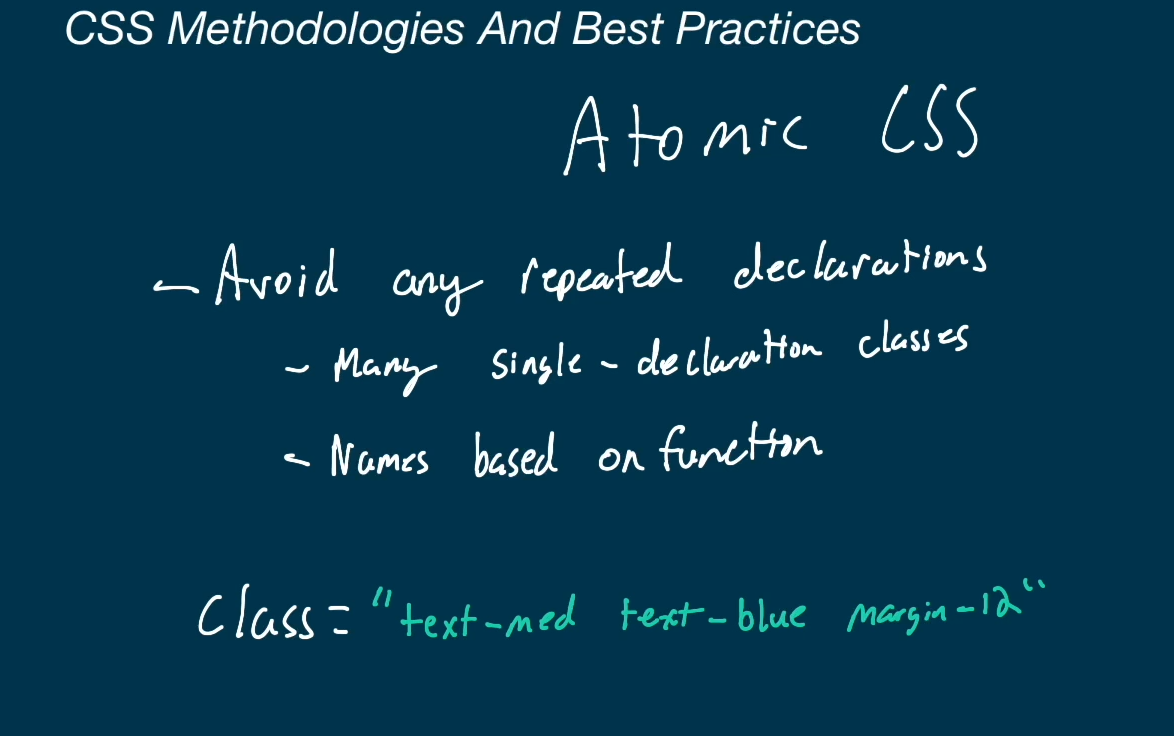 CSS Methodologies And Best Practices
Atomic CSS
- Avoid any repeated declarations
- Many single-declaration classes
- Names based on function
Class="text-med text-blue margin-12"